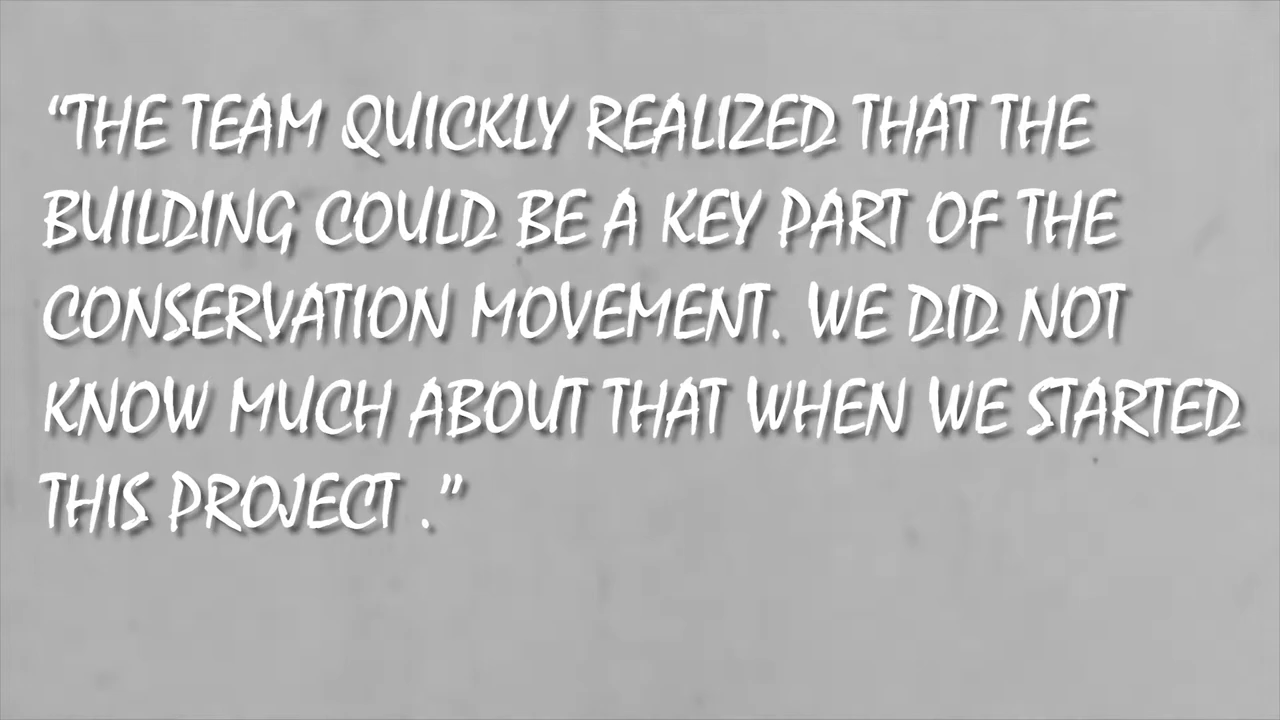 “THE TEAM QUICKLY REALIZED THAT THE
BUILDING COULD BE A KEY PART OF THE
CONSERVATION MOVEMENT. WE DID NOT
KNOW MUCH ABOUT THAT WHEN WE STARTED
THIS PROJECT .”